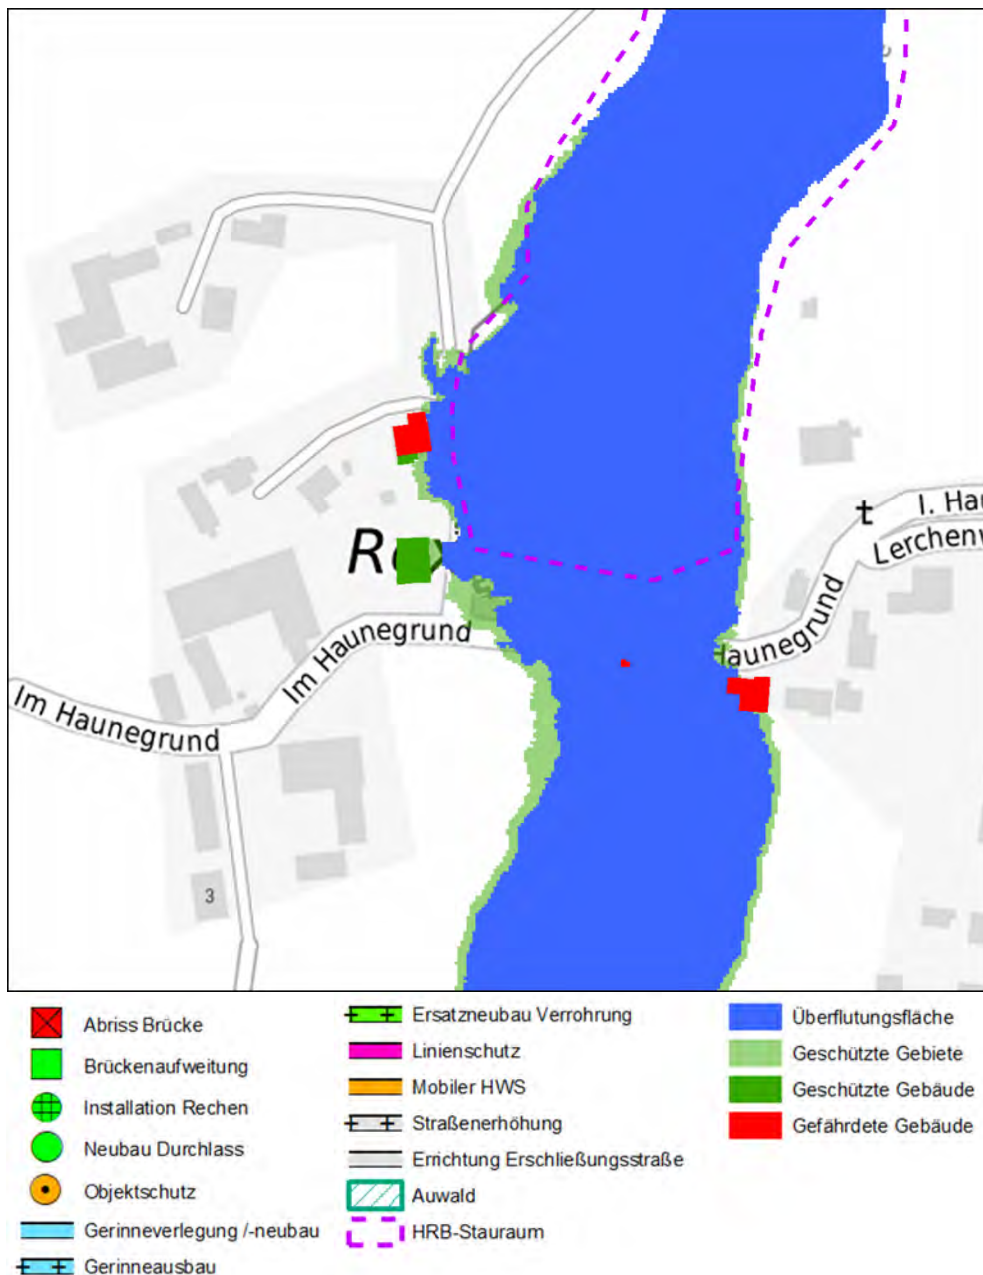 t
I. Hau
Lerchenw
Haunegrund
Im Haunegrund
Im Haunegrund
3
Abriss Brücke
Brückenaufweitung
Installation Rechen
Neubau Durchlass
Objektschutz
Gerinneverlegung /-neubau
Gerinneausbau
Ersatzneubau Verrohrung
Linienschutz
Mobiler HWS
Straßenerhöhung
Errichtung Erschließungsstraße
Auwald
HRB-Stauraum
Überflutungsfläche
Geschützte Gebiete
Geschützte Gebäude
Gefährdete Gebäude